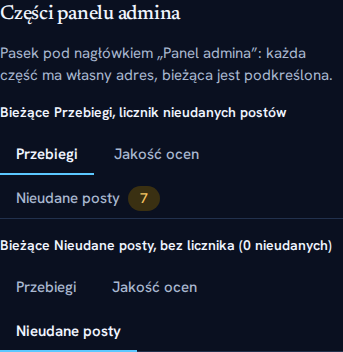 Części panelu admina
Pasek pod nagłówkiem „Panel admina”: każda
część ma własny adres, bieżąca jest podkreślona.
Bieżące Przebiegi, licznik nieudanych postów
Przebiegi Jakość ocen
Nieudane posty 7
Bieżące Nieudane posty, bez licznika (0 nieudanych)
Przebiegi Jakość ocen
Nieudane posty